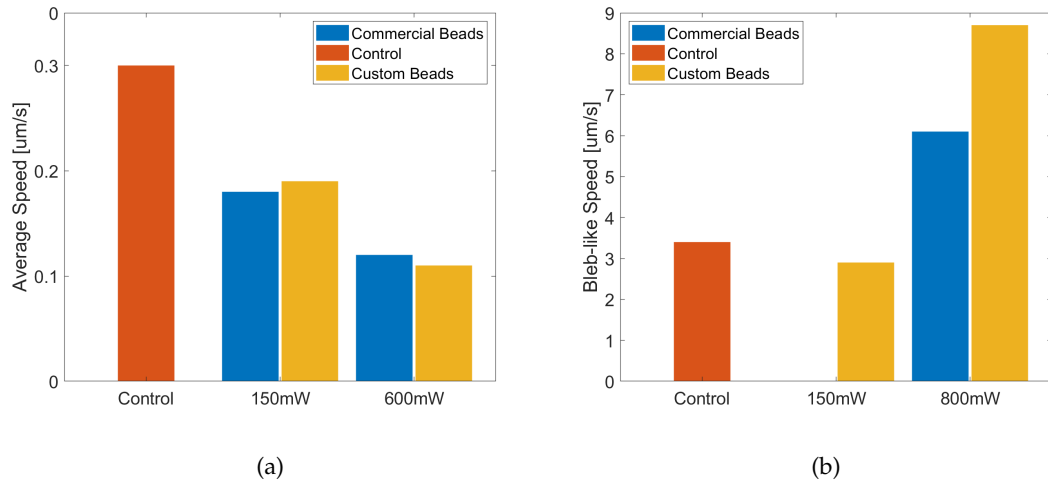 0
0.3
0.2
0.1
0
Average Speed [um/s]
Commercial Beads
Control
Custom Beads
Control
150mW
600mW
(a)
9
8
7
6
5
4
3
2
1
0
Bleb-like Speed [um/s]
Commercial Beads
Control
Custom Beads
Control
150mW
800mW
(b)